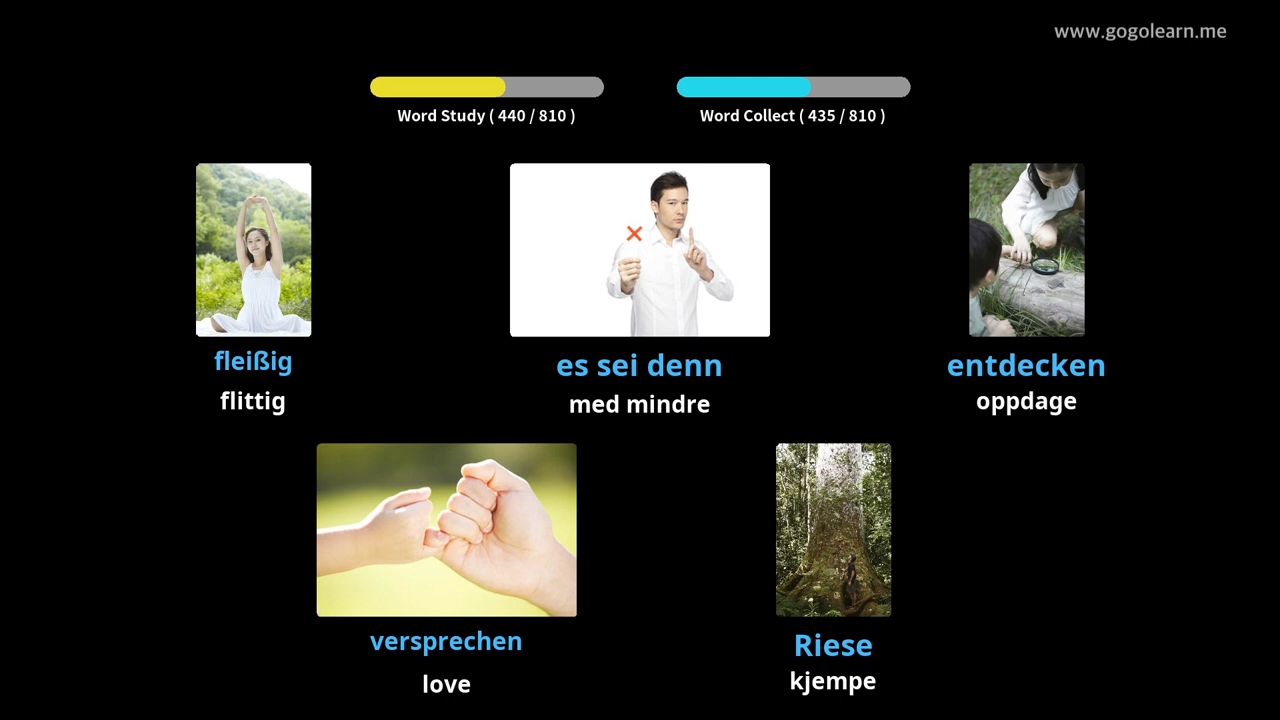 www.gogolearn.me
Word Study ( 440 / 810 )
Word Collect ( 435 / 810 )
fleißig
flittig
es sei denn
med mindre
entdecken
oppdage
versprechen
love
Riese
kjempe